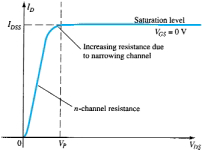 I_D
Saturation level
I_DSS
V_GS = 0 V
Increasing resistance due
to narrowing channel
n-channel resistance
0
V_P
V_DS